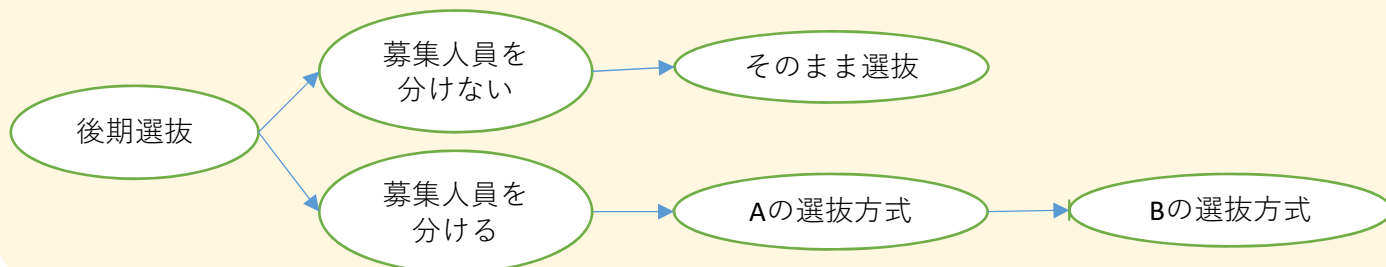 後期選抜
募集人員を
分けない
そのまま選抜
募集人員を
分ける
Aの選抜方式
Bの選抜方式